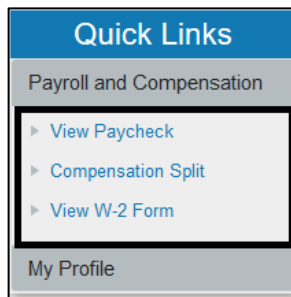 Quick Links
Payroll and Compensation
View Paycheck
Compensation Split
View W-2 Form
My Profile